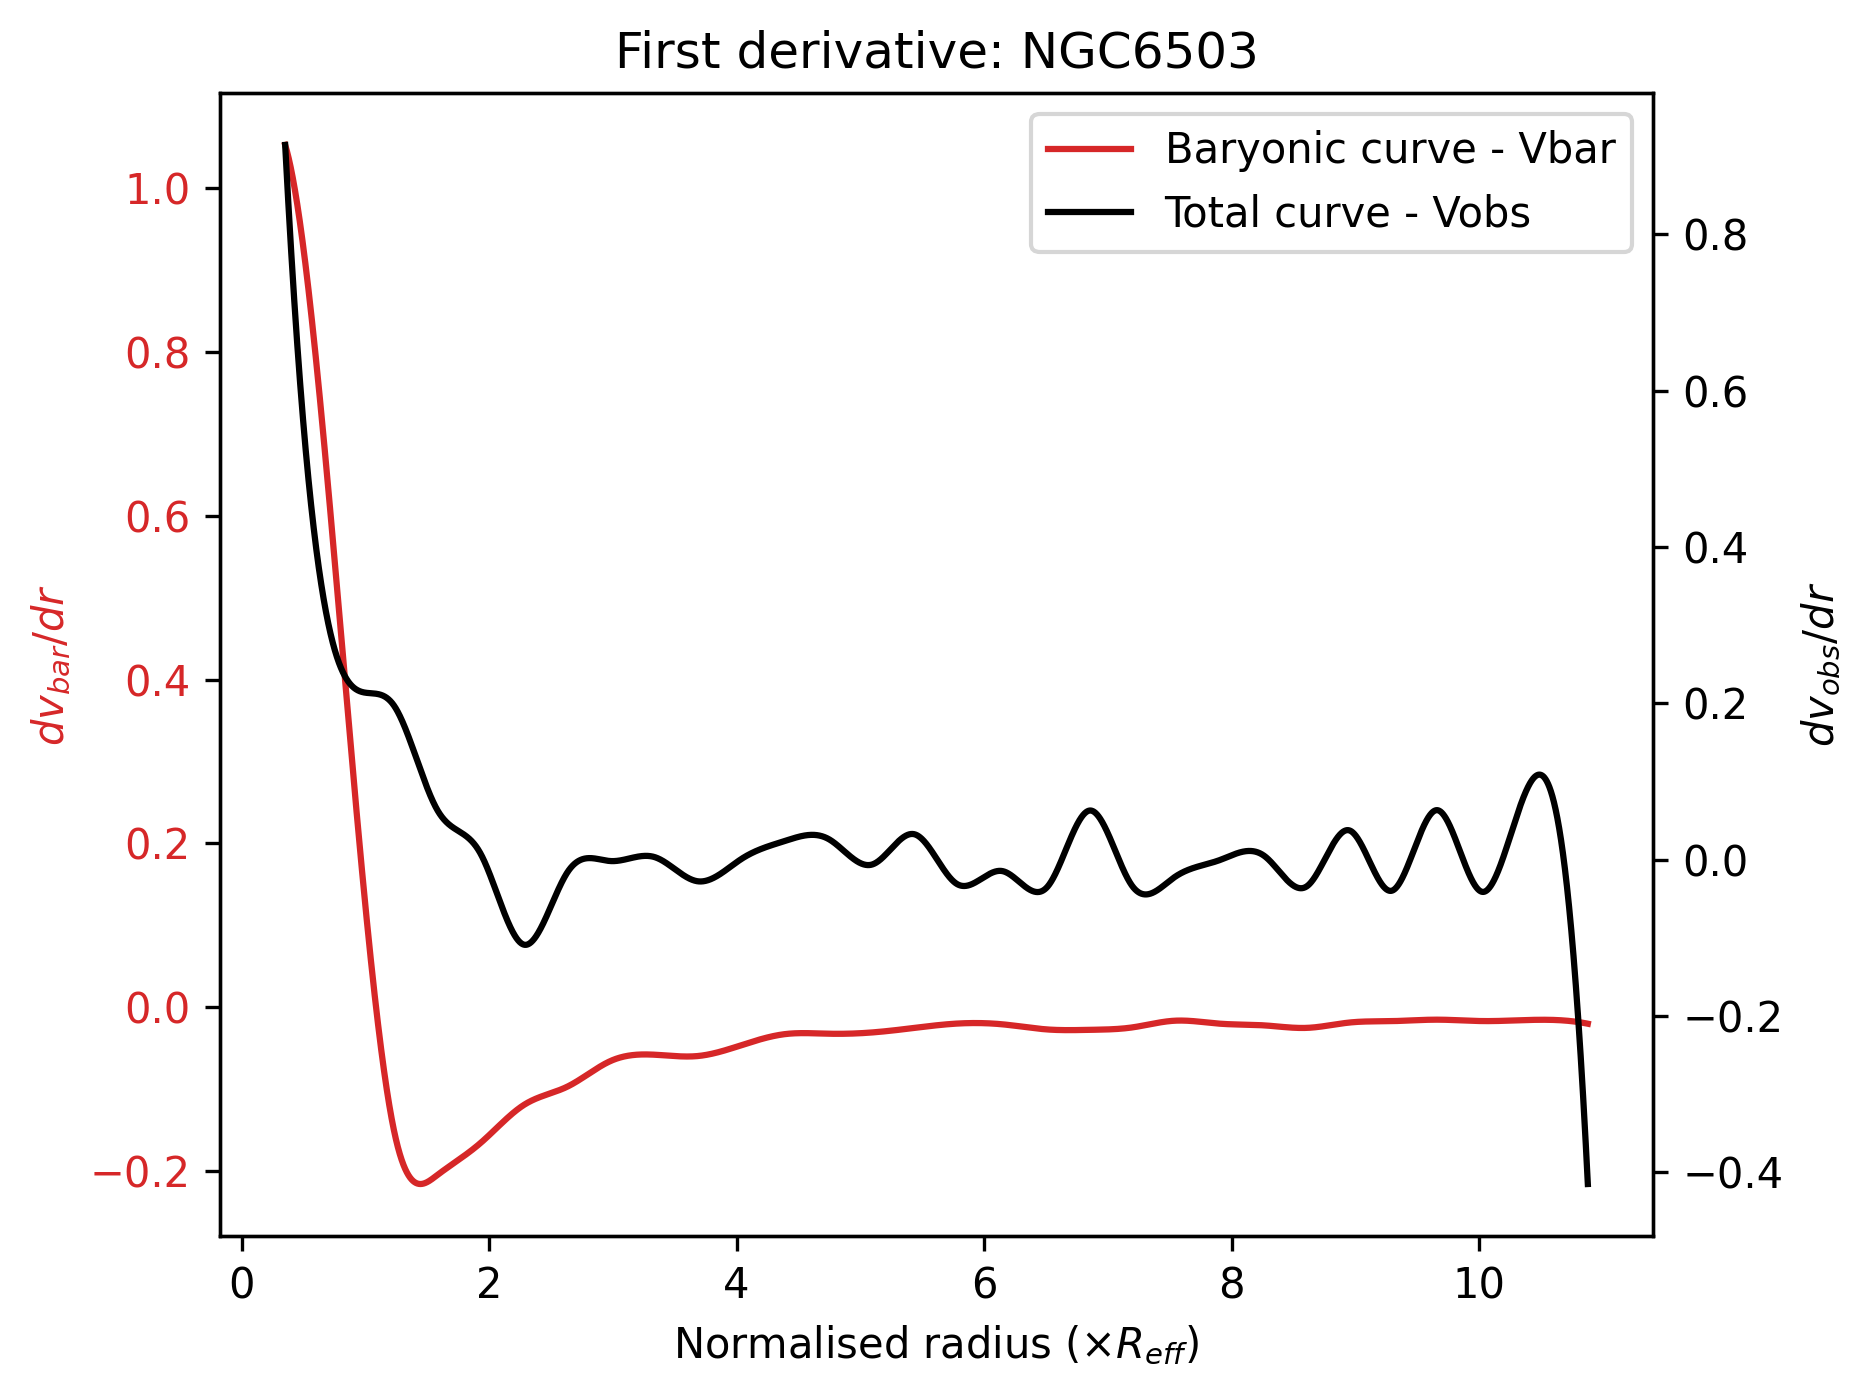 First derivative: NGC6503
Baryonic curve - Vbar
Total curve - Vobs
1.0
0.8
0.6
0.4
0.2
0.0
−0.2
dv_bar/dr
0.8
0.6
0.4
0.2
0.0
−0.2
−0.4
dv_obs/dr
0 2 4 6 8 10
Normalised radius (×R_eff)